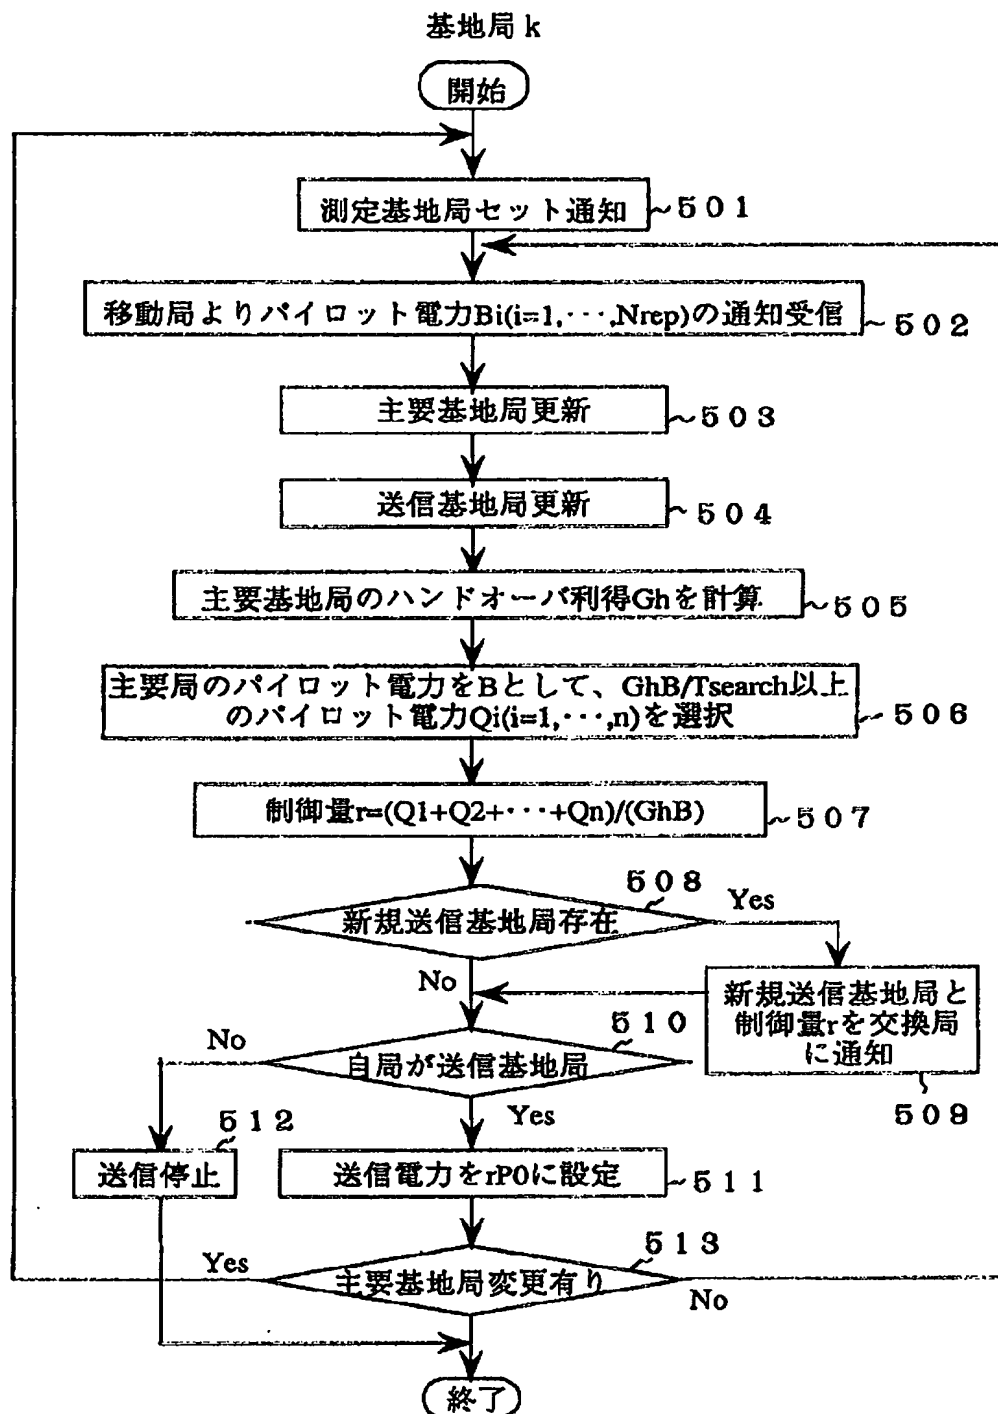 基地局 k
開始
測定基地局セット通知
~501
移動局よりパイロット電力Bi(i=1,···,Nrep)の通知受信
~502
主要基地局更新
~503
送信基地局更新
~504
主要基地局のハンドオーバ利得Ghを計算
~505
主要局のパイロット電力をBとして、GhB/Tsearch以上
のパイロット電力Qi(i=1,···,n)を選択
~506
制御量r=(Q1+Q2+···+Qn)/(GhB)
~507
508
新規送信基地局存在
Yes
No
新規送信基地局と
制御量rを交換局
に通知
509
510
自局が送信基地局
No
Yes
512
送信停止
送信電力をrP0に設定
~511
513
主要基地局変更有り
Yes
No
終了